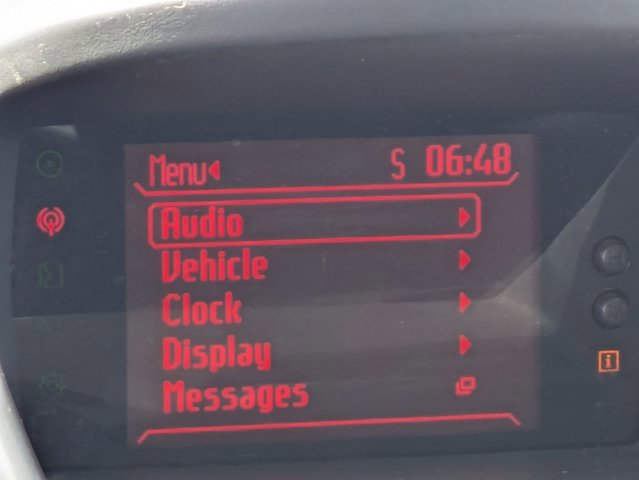 Menu S 06:48
Audio
Vehicle
Clock
Display
Messages
i